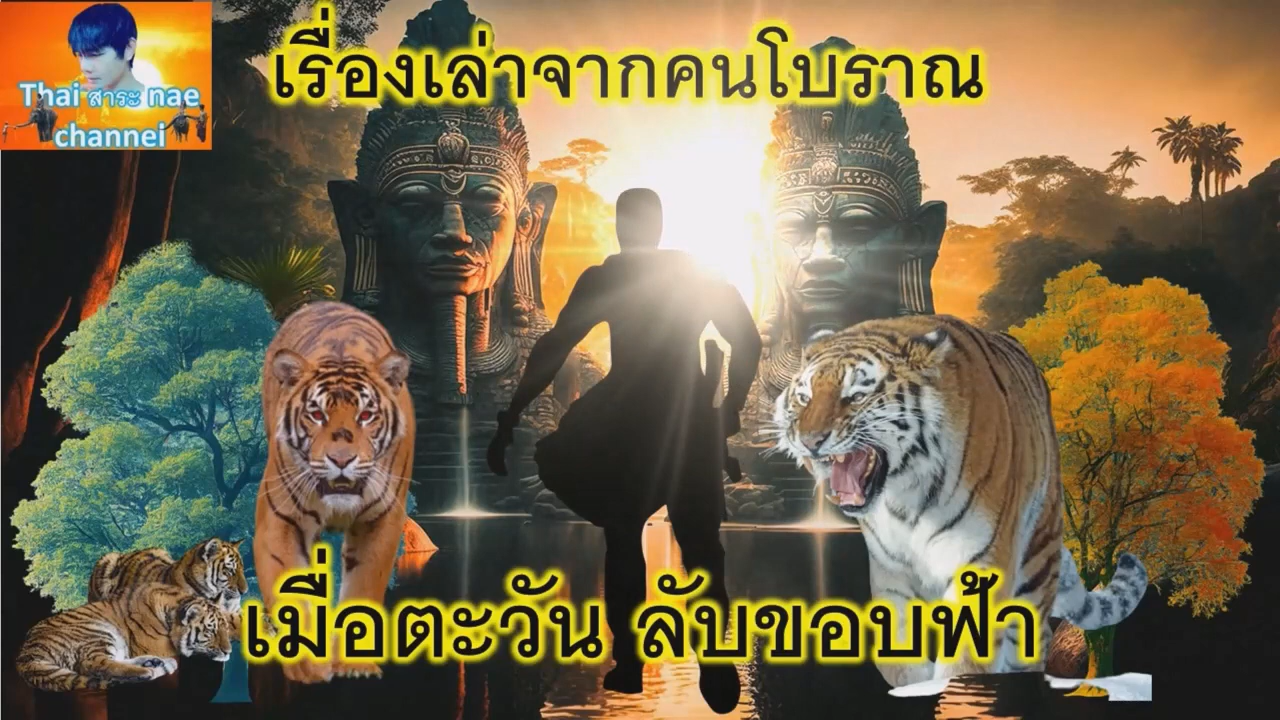 Thai สาระ nae
channei
เรื่องเล่าจากคนโบราณ
เมื่อตะวัน ลับขอบฟ้า